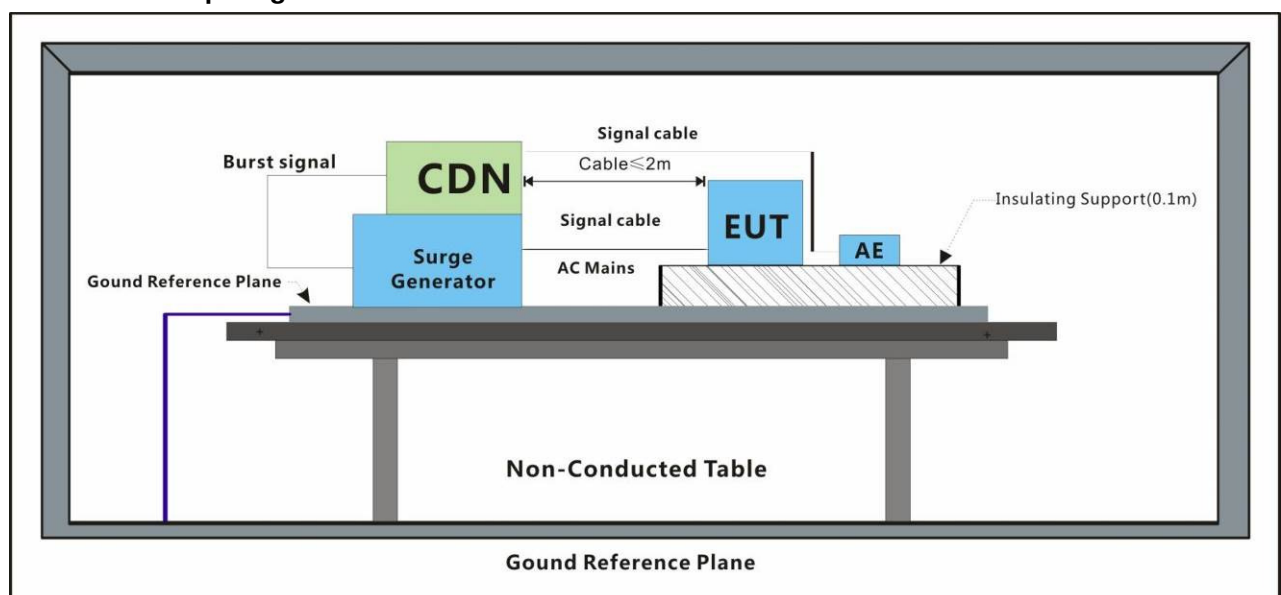 Signal cable
Burst signal
Cable≤2m
CDN
Insulating Support(0.1m)
Signal cable
EUT
Surge
Generator
AE
AC Mains
Gound Reference Plane
Non-Conducted Table
Gound Reference Plane